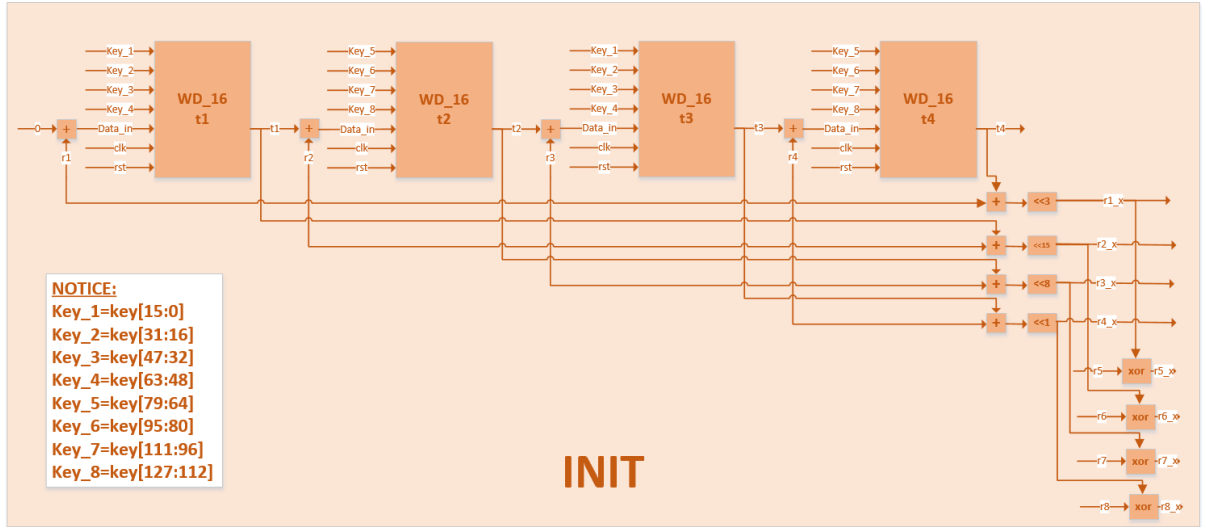 Key_1 Key_5 Key_1 Key_5
Key_2 Key_6 Key_2 Key_6
Key_3 Key_7 Key_3 Key_7
Key_4 Key_8 Key_4 Key_8
WD_16 WD_16 WD_16 WD_16
t1 t2 t3 t4
0 + Data_in t1 + Data_in t2 + Data_in t3 + Data_in t4
r1 clk r2 clk r3 clk r4 clk
rst rst rst rst
+ <<3 r1_x
+ <<15 r2_x
+ <<8 r3_x
+ <<1 r4_x
r5 xor r5_x
r6 xor r6_x
r7 xor r7_x
r8 xor r8_x
NOTICE:
Key_1=key[15:0]
Key_2=key[31:16]
Key_3=key[47:32]
Key_4=key[63:48]
Key_5=key[79:64]
Key_6=key[95:80]
Key_7=key[111:96]
Key_8=key[127:112]
INIT